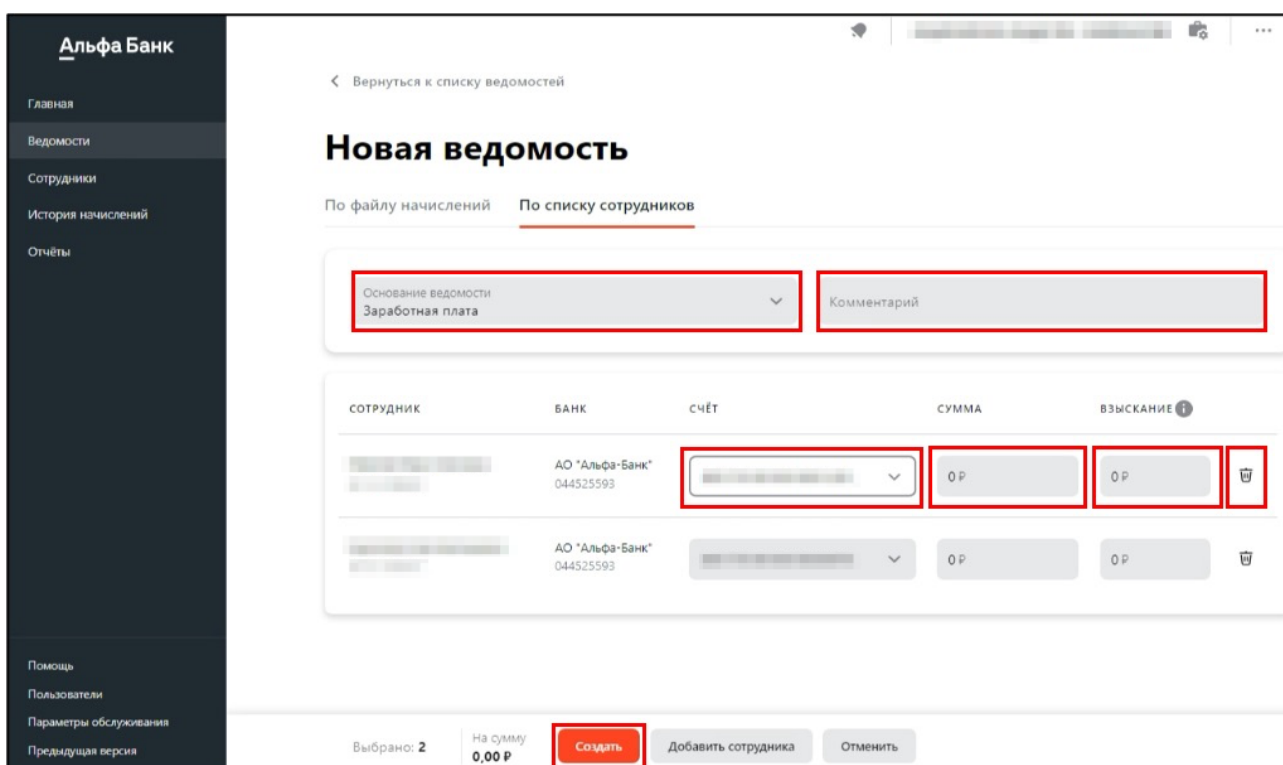 Альфа Банк
Главная
Ведомости
Сотрудники
История начислений
Отчёты
Помощь
Пользователи
Параметры обслуживания
Предыдущая версия
Вернуться к списку ведомостей
Новая ведомость
По файлу начислений По списку сотрудников
Основание ведомости
Заработная плата
Комментарий
СОТРУДНИК БАНК СЧЁТ СУММА ВЗЫСКАНИЕ
АО "Альфа-Банк"
044525593
0 ₽ 0 ₽
АО "Альфа-Банк"
044525593
0 ₽ 0 ₽
Выбрано: 2
На сумму
0,00 ₽
Создать Добавить сотрудника Отменить